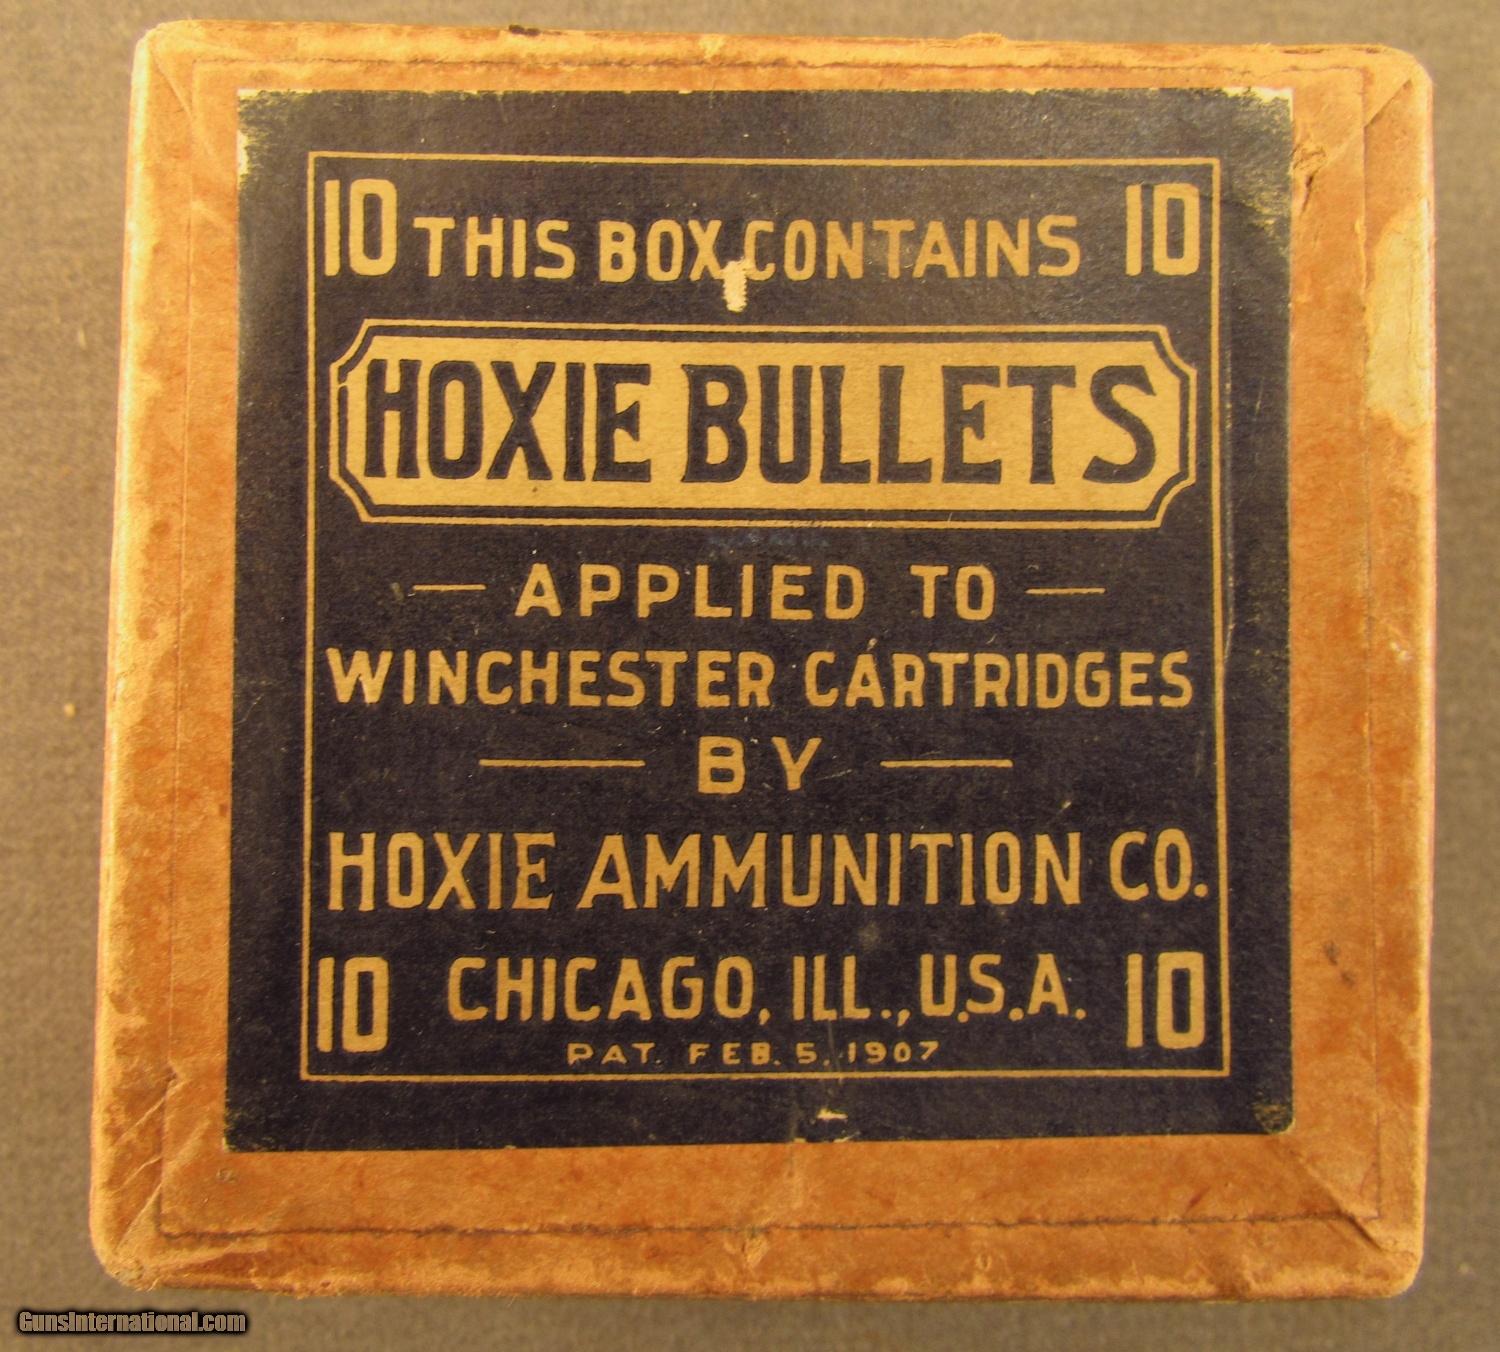 10 THIS BOX CONTAINS 10
HOXIE BULLETS
— APPLIED TO —
WINCHESTER CARTRIDGES
— BY —
HOXIE AMMUNITION CO.
10 CHICAGO, ILL., U.S.A. 10
PAT. FEB. 5, 1907
GunsInternational.com